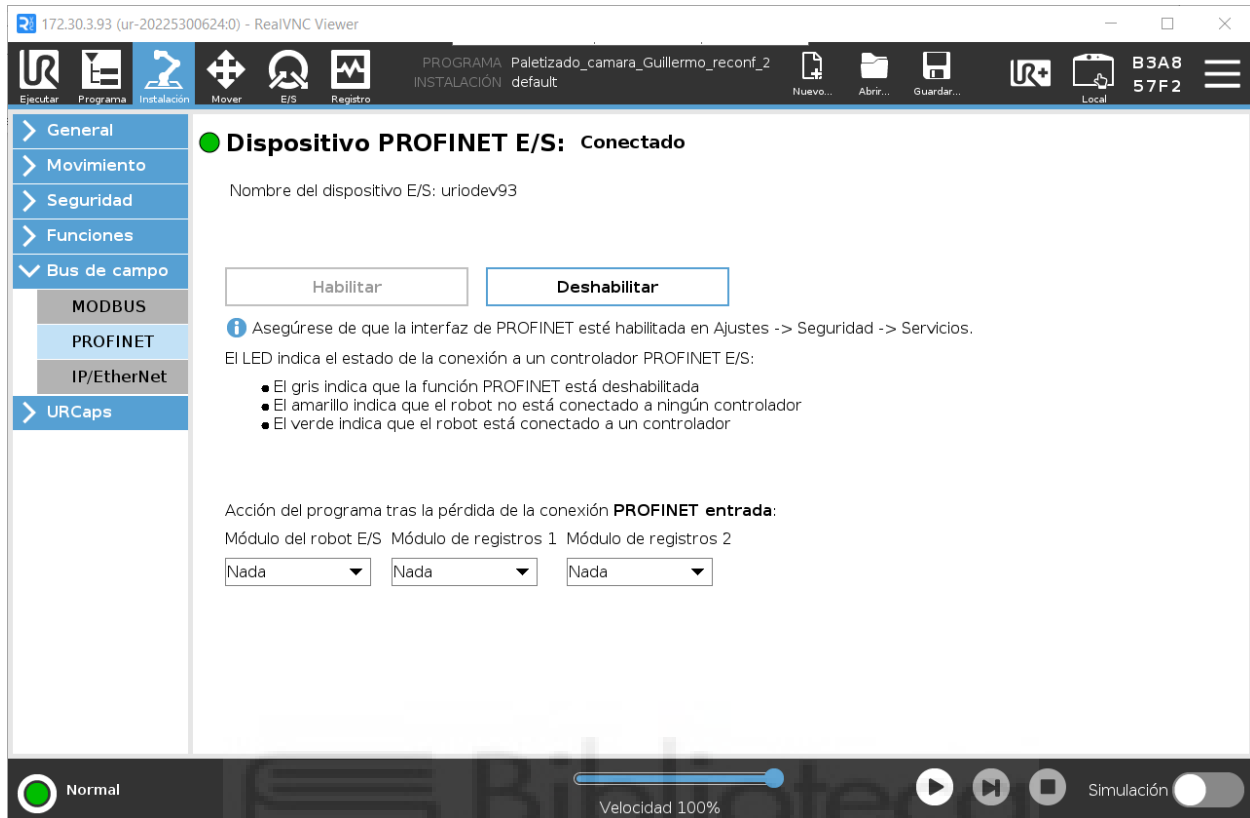 172.30.3.93 (ur-20225300624:0) - RealVNC Viewer
PROGRAMA Paletizado_camara_Guillermo_reconf_2
INSTALACIÓN default
Ejecutar Programa Instalación Mover E/S Registro
Nuevo... Abrir... Guardar...
Local
B3A8
57F2
General
Movimiento
Seguridad
Funciones
Bus de campo
MODBUS
PROFINET
IP/EtherNet
URCaps
Dispositivo PROFINET E/S: Conectado
Nombre del dispositivo E/S: uriodev93
Habilitar Deshabilitar
Asegúrese de que la interfaz de PROFINET esté habilitada en Ajustes -> Seguridad -> Servicios.
El LED indica el estado de la conexión a un controlador PROFINET E/S:
● El gris indica que la función PROFINET está deshabilitada
● El amarillo indica que el robot no está conectado a ningún controlador
● El verde indica que el robot está conectado a un controlador
Acción del programa tras la pérdida de la conexión PROFINET entrada:
Módulo del robot E/S Módulo de registros 1 Módulo de registros 2
Nada Nada Nada
Normal
Velocidad 100%
Simulación
Biblioteca